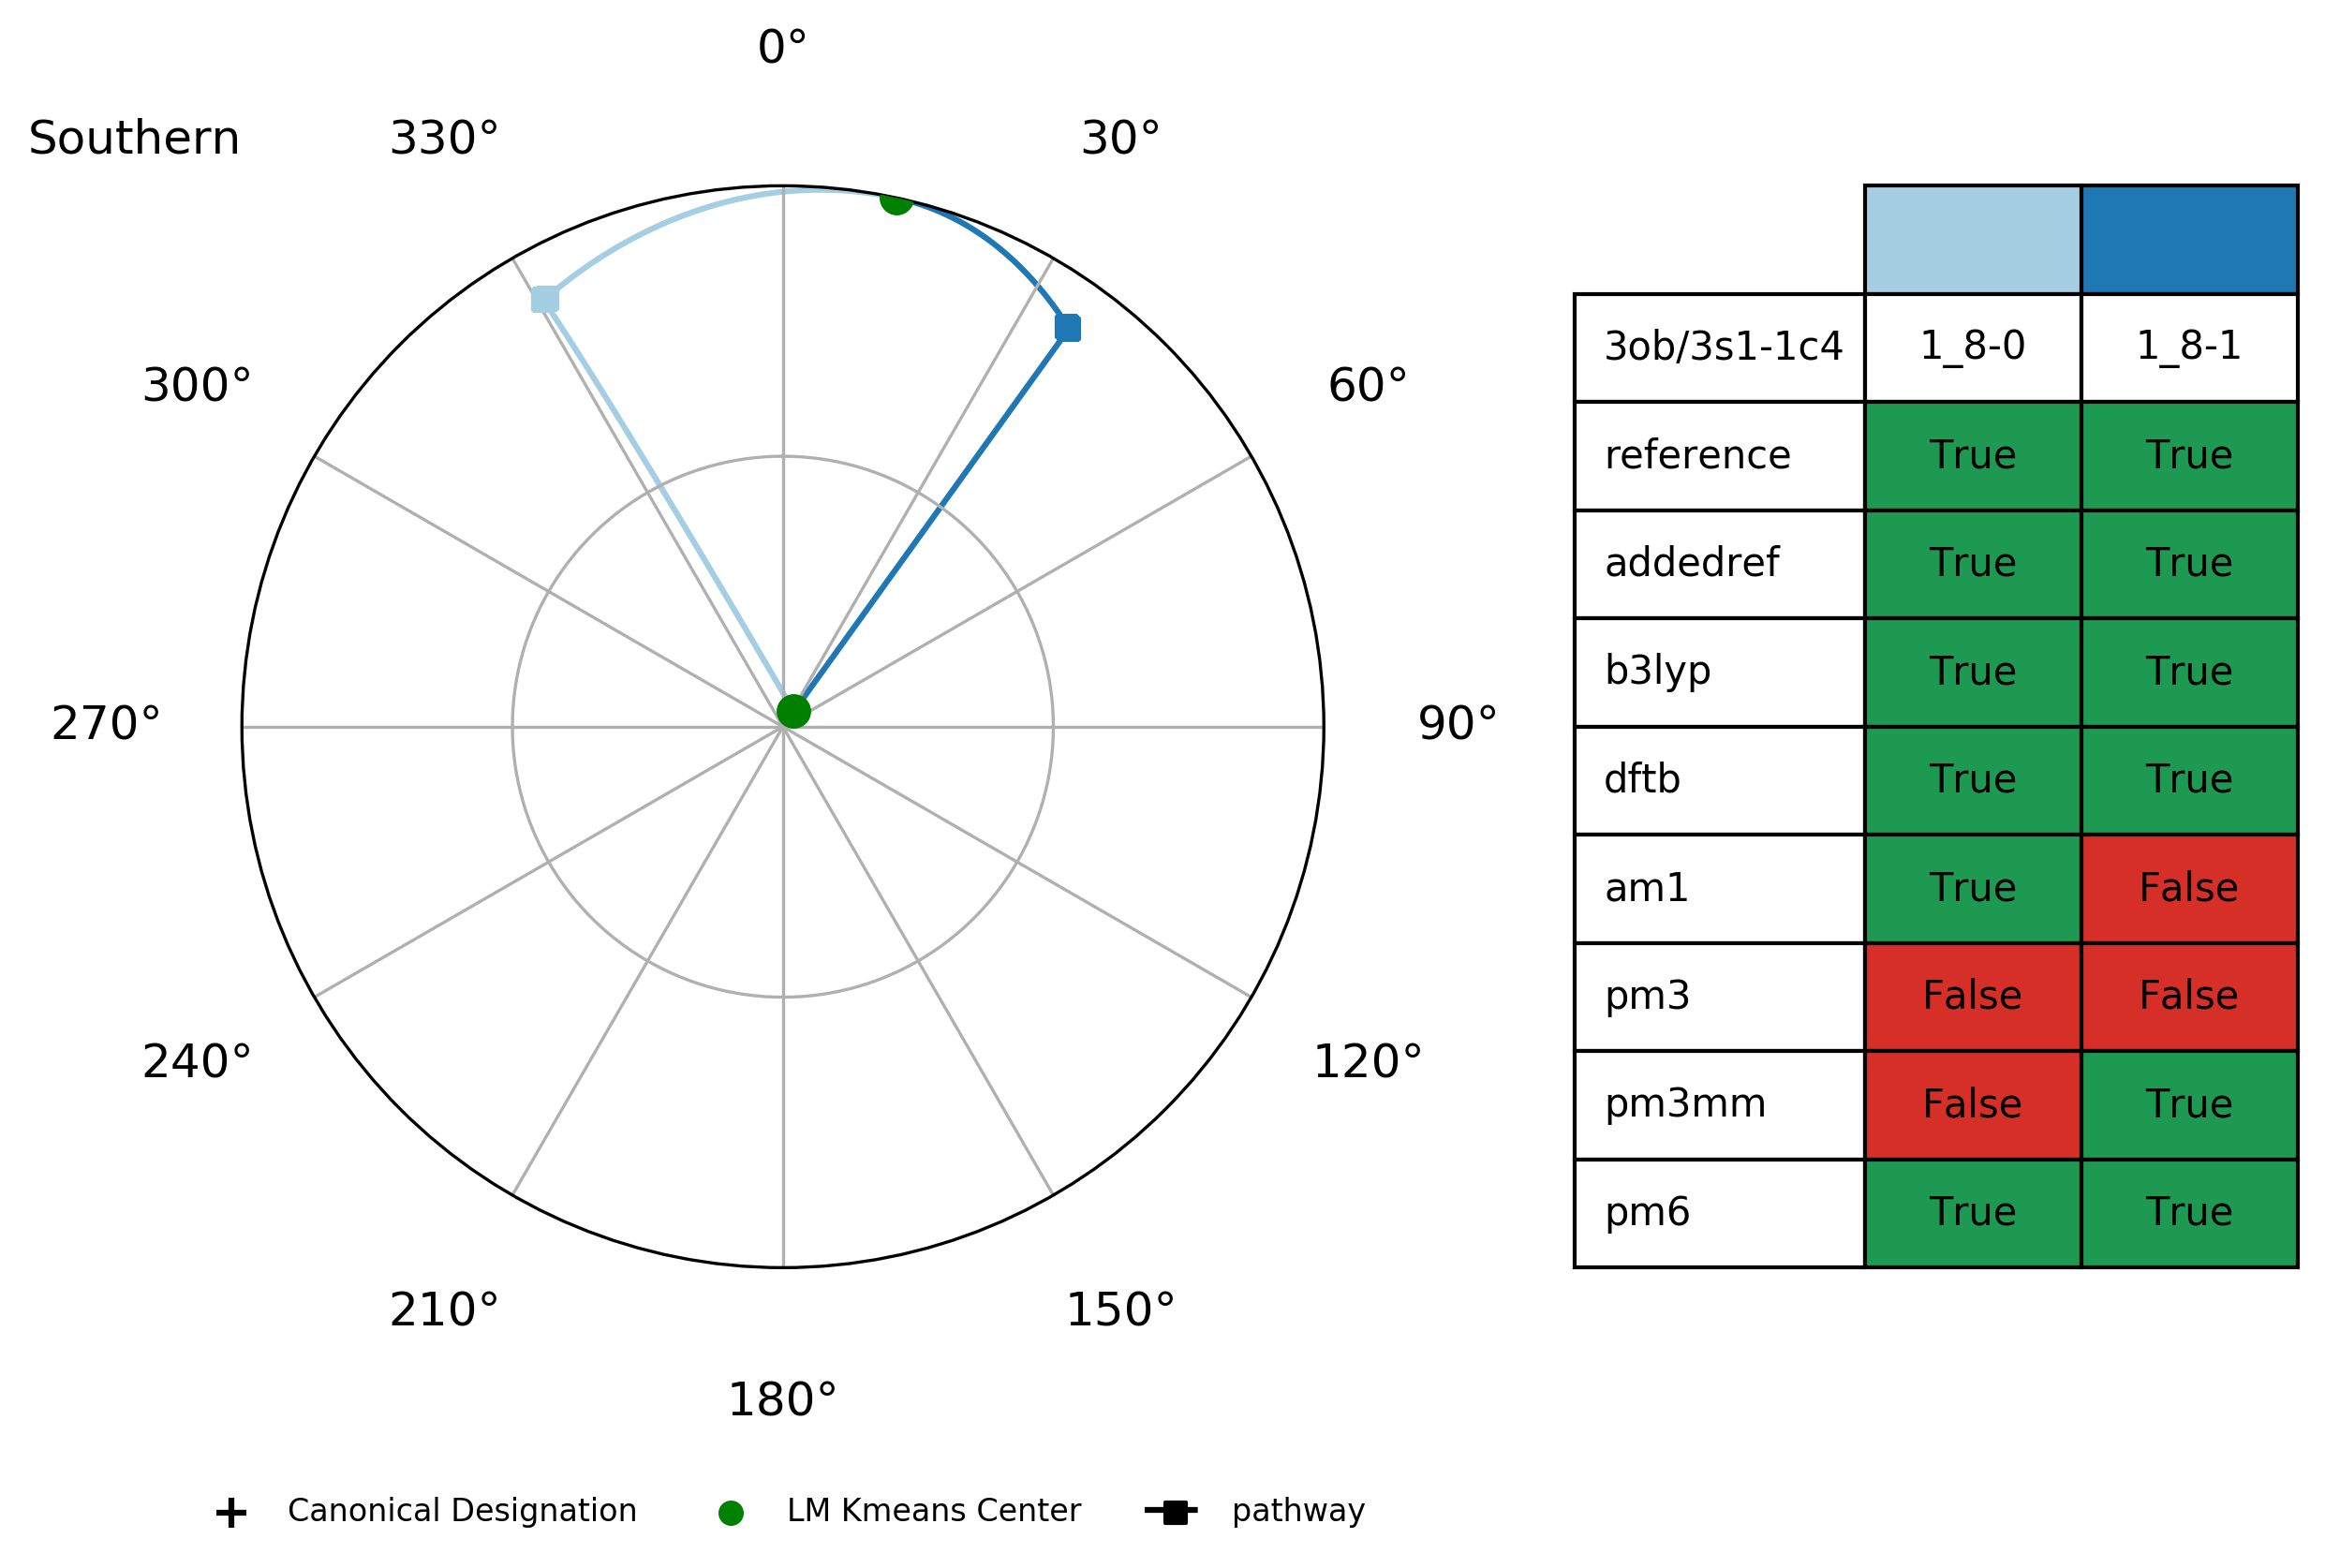 0°
Southern
330°
30°
300°
60°
270°
90°
240°
120°
210°
150°
180°
3ob/3s1-1c4 1_8-0 1_8-1
reference True True
addedref True True
b3lyp True True
dftb True True
am1 True False
pm3 False False
pm3mm False True
pm6 True True
Canonical Designation LM Kmeans Center pathway